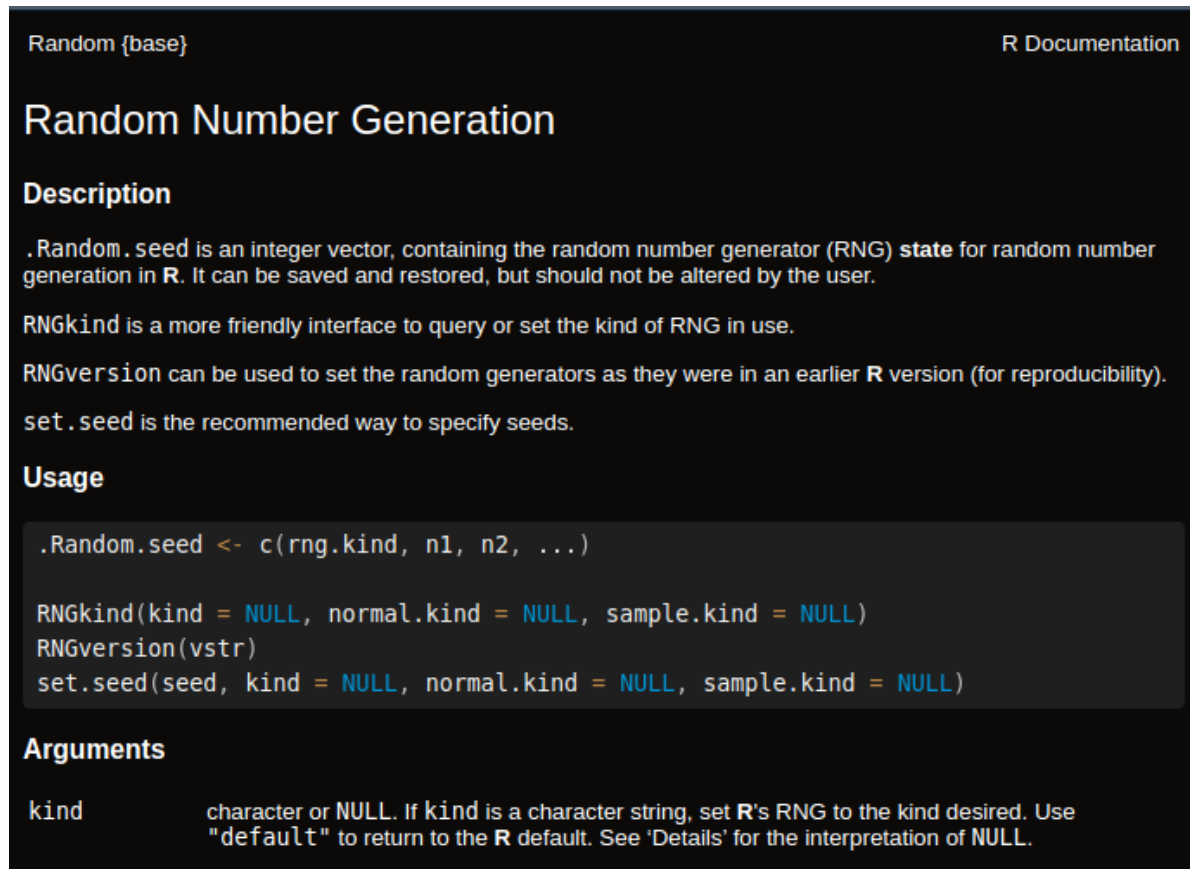 Random {base}
R Documentation
Random Number Generation
Description
.Random.seed is an integer vector, containing the random number generator (RNG) state for random number
generation in R. It can be saved and restored, but should not be altered by the user.
RNGkind is a more friendly interface to query or set the kind of RNG in use.
RNGversion can be used to set the random generators as they were in an earlier R version (for reproducibility).
set.seed is the recommended way to specify seeds.
Usage
.Random.seed <- c(rng.kind, n1, n2, ...)
RNGkind(kind = NULL, normal.kind = NULL, sample.kind = NULL)
RNGversion(vstr)
set.seed(seed, kind = NULL, normal.kind = NULL, sample.kind = NULL)
Arguments
kind
character or NULL. If kind is a character string, set R's RNG to the kind desired. Use
"default" to return to the R default. See ‘Details’ for the interpretation of NULL.